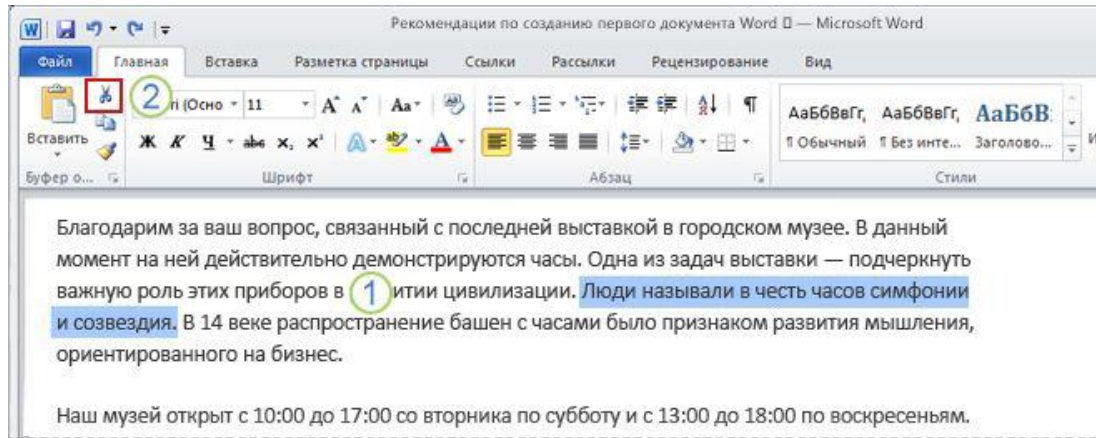 Рекомендации по созданию первого документа Word — Microsoft Word
Файл Главная Вставка Разметка страницы Ссылки Рассылки Рецензирование Вид
2 (Осно 11 Аа АаБбВвГг, АаБбВвГг, АаБбВ
Вставить Ж К Ч abc x₂ x² А А ¶ Обычный ¶ Без инте... Заголово...
Буфер о... Шрифт Абзац Стили
Благодарим за ваш вопрос, связанный с последней выставкой в городском музее. В данный
момент на ней действительно демонстрируются часы. Одна из задач выставки — подчеркнуть
важную роль этих приборов в 1 итии цивилизации. Люди называли в честь часов симфонии
и созвездия. В 14 веке распространение башен с часами было признаком развития мышления,
ориентированного на бизнес.
Наш музей открыт с 10:00 до 17:00 со вторника по субботу и с 13:00 до 18:00 по воскресеньям.